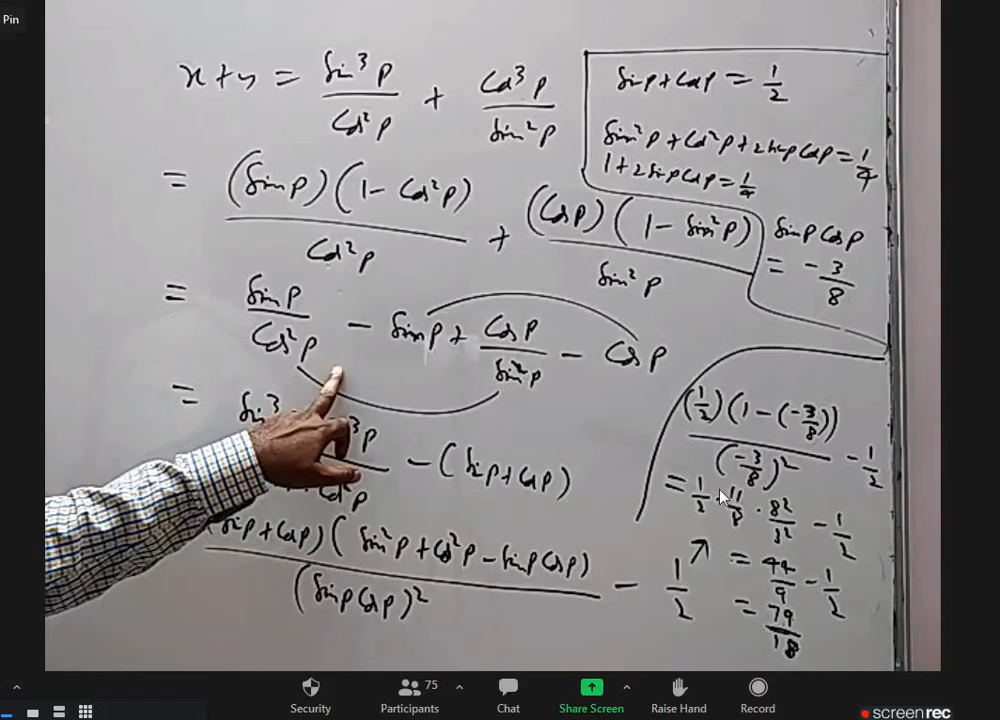 Pin
x+y = Sin³P/Cos²P + Cos³P/Sin²P
= (Sin P)(1 - Cos²P)/Cos²P + (Cos P)(1 - Sin²P)/Sin²P
= Sin P/Cos²P - Sin P + Cos P/Sin²P - Cos P
= Sin³ ³P/Cos²P - (Sin P + Cos P)
(Sin P + Cos P)(Sin²P + Cos²P - Sin P Cos P)/(Sin P Cos P)² - 1/2
Sin P + Cos P = 1/2
Sin²P + Cos²P + 2 Sin P Cos P = 1/4
1 + 2 Sin P Cos P = 1/4
Sin P Cos P
= -3/8
(1/2)(1 - (-3/8))/(-3/8)² - 1/2
= 1/2 · 11/8 · 8²/3² - 1/2
= 44/9 - 1/2
= 79/18
75
Security
Participants
Chat
Share Screen
Raise Hand
Record
screenrec